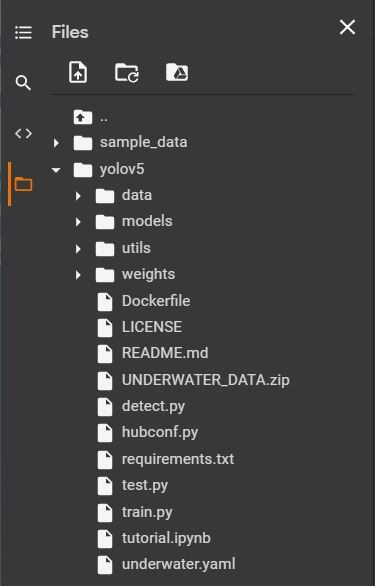 Files
..
sample_data
yolov5
data
models
utils
weights
Dockerfile
LICENSE
README.md
UNDERWATER_DATA.zip
detect.py
hubconf.py
requirements.txt
test.py
train.py
tutorial.ipynb
underwater.yaml